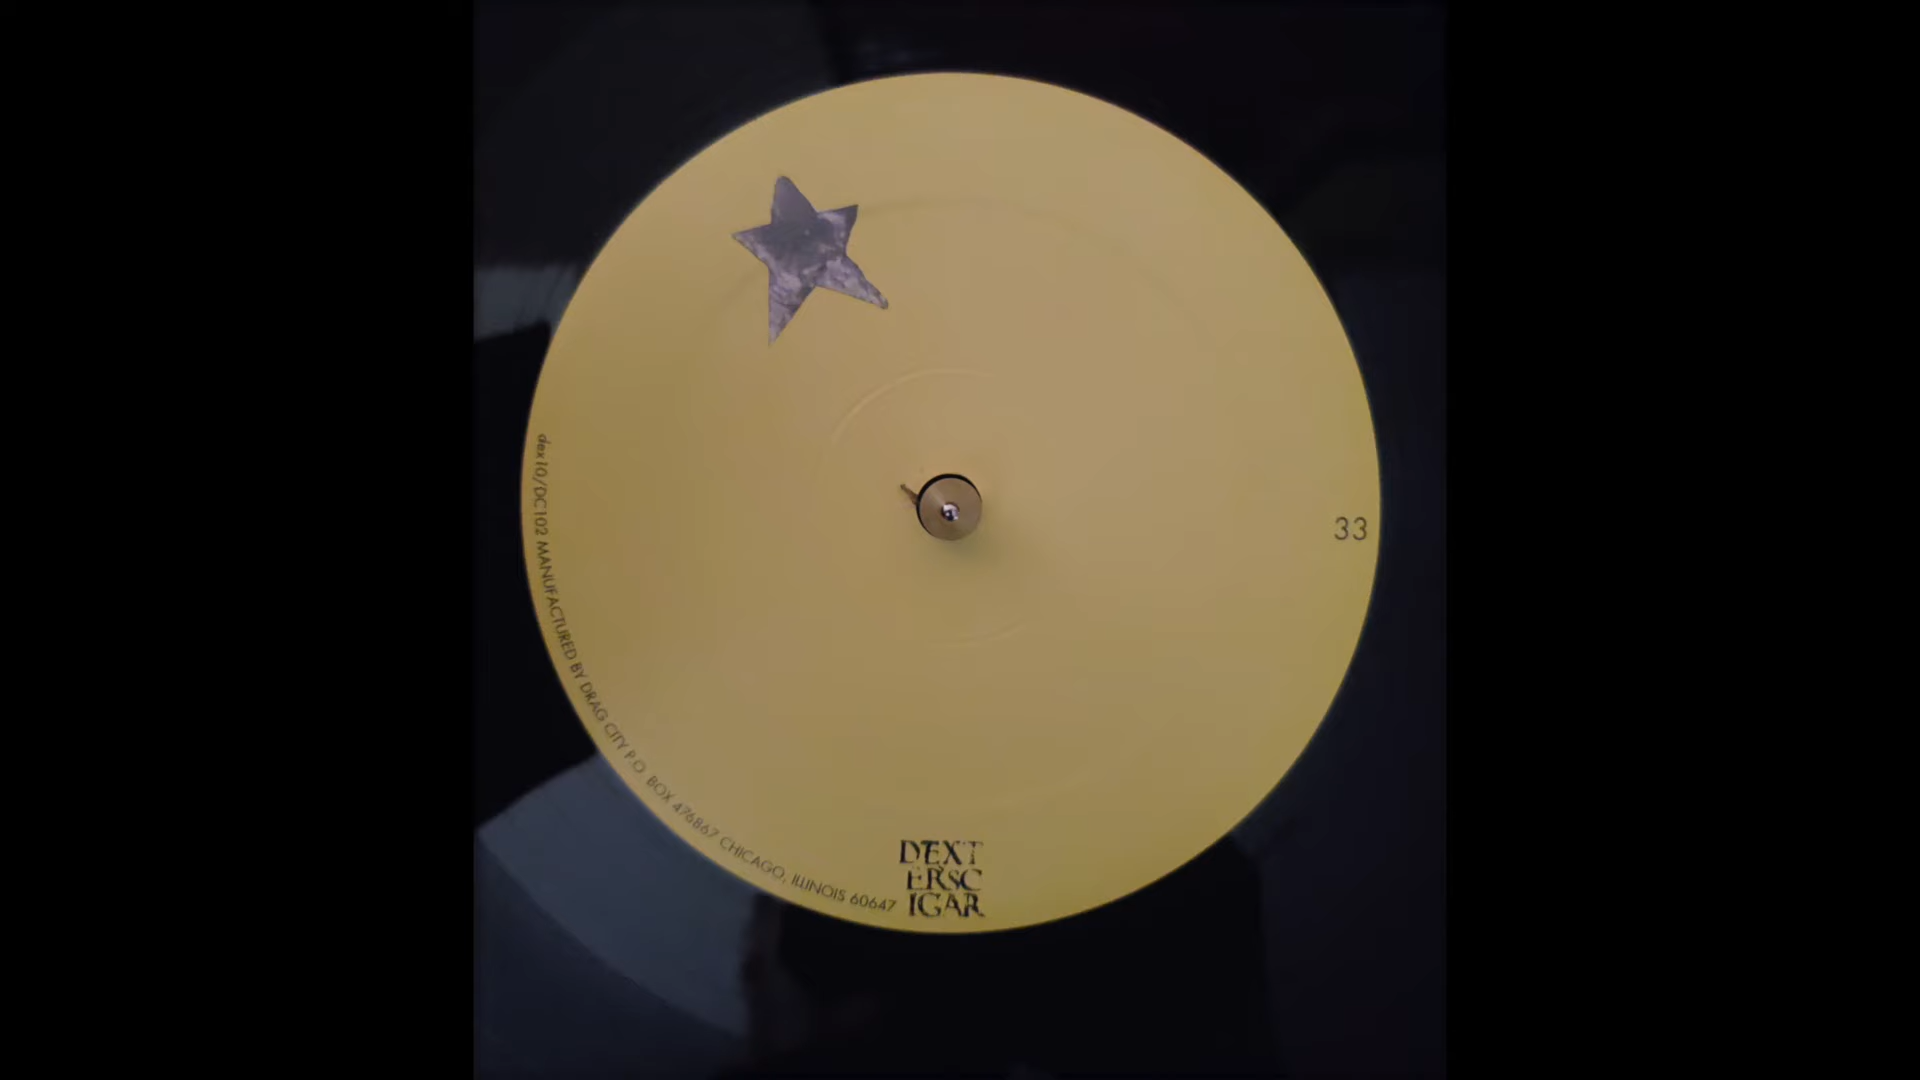 33
dex10/DC102 MANUFACTURED BY DRAG CITY P.O. BOX 476867 CHICAGO, ILLINOIS 60647
DEXT
ERSC
IGAR